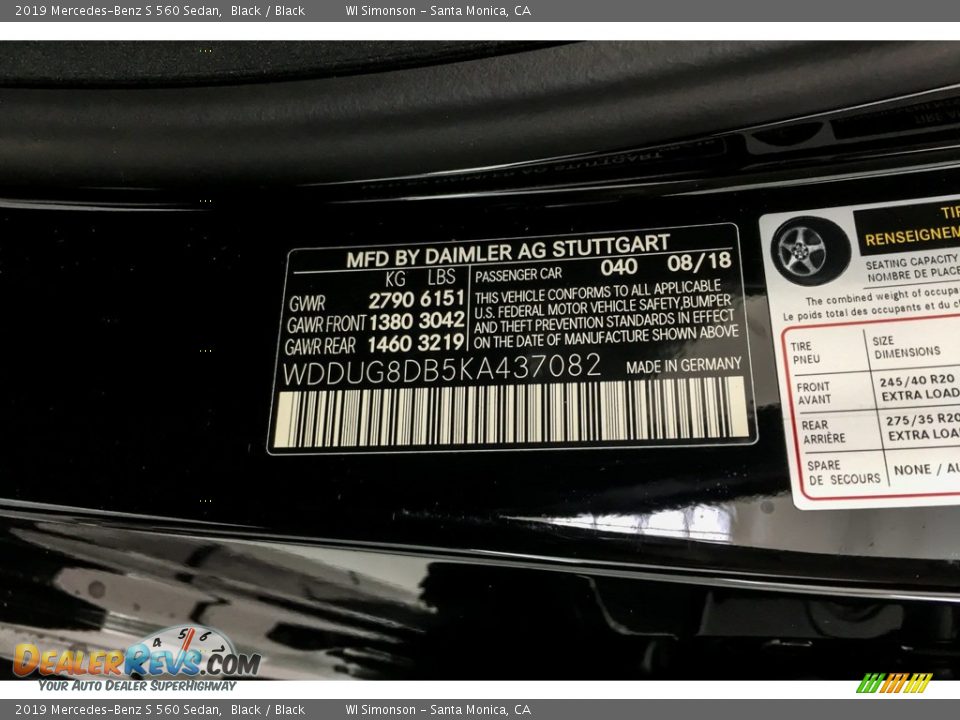 2019 Mercedes-Benz S 560 Sedan, Black / Black WI Simonson - Santa Monica, CA
MFD BY DAIMLER AG STUTTGART
KG LBS
GVWR 2790 6151
GAWR FRONT 1380 3042
GAWR REAR 1460 3219
PASSENGER CAR 040 08/18
THIS VEHICLE CONFORMS TO ALL APPLICABLE
U.S. FEDERAL MOTOR VEHICLE SAFETY, BUMPER
AND THEFT PREVENTION STANDARDS IN EFFECT
ON THE DATE OF MANUFACTURE SHOWN ABOVE
WDDUG8DB5KA437082 MADE IN GERMANY
RENSEIGNEM
SEATING CAPACITY
NOMBRE DE PLACE
The combined weight of occupa
Le poids total des occupants et du
TIRE SIZE
PNEU DIMENSIONS
FRONT 245/40 R20
AVANT EXTRA LOAD
REAR 275/35 R20
ARRIÈRE EXTRA LOA
SPARE NONE / AU
DE SECOURS
DEALERREVS.COM
YOUR AUTO DEALER SUPERHIGHWAY
2019 Mercedes-Benz S 560 Sedan, Black / Black WI Simonson - Santa Monica, CA